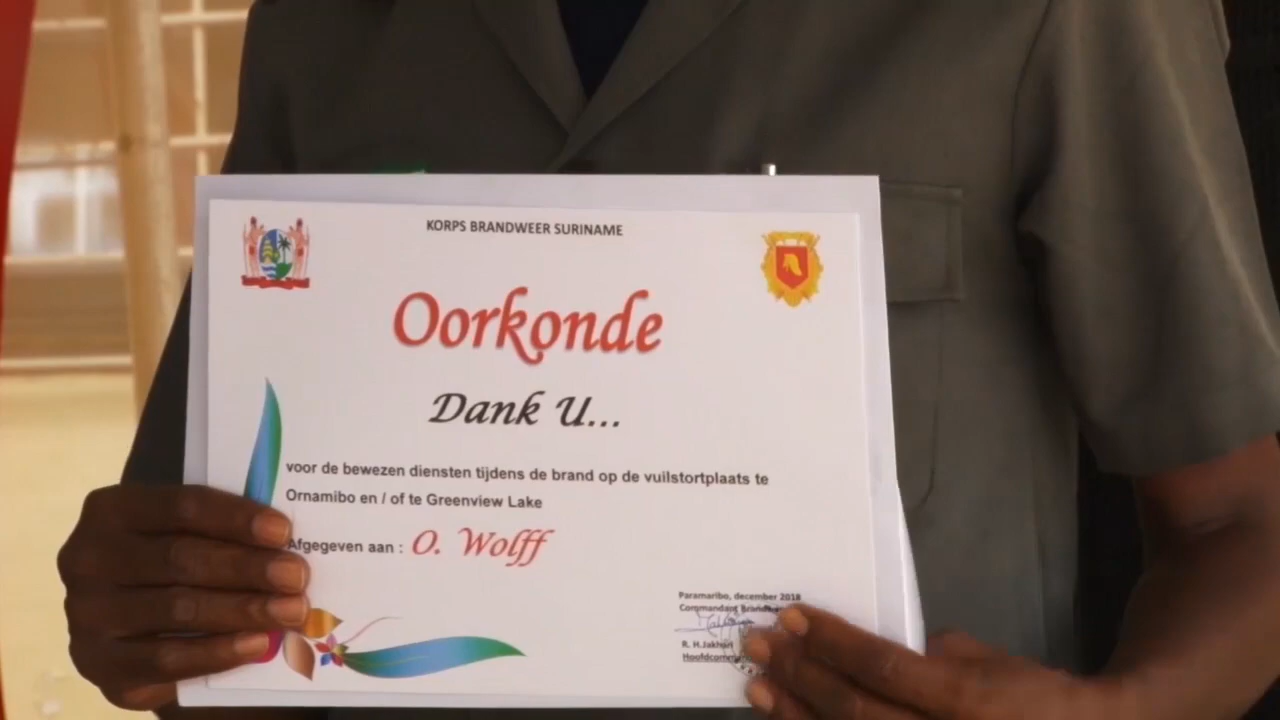 KORPS BRANDWEER SURINAME
Oorkonde
Dank U...
voor de bewezen diensten tijdens de brand op de vuilstortplaats te
Ornamibo en / of te Greenview Lake
Afgegeven aan : O. Wolff
Paramaribo, december 2018
Commandant
R. H.Jakhari